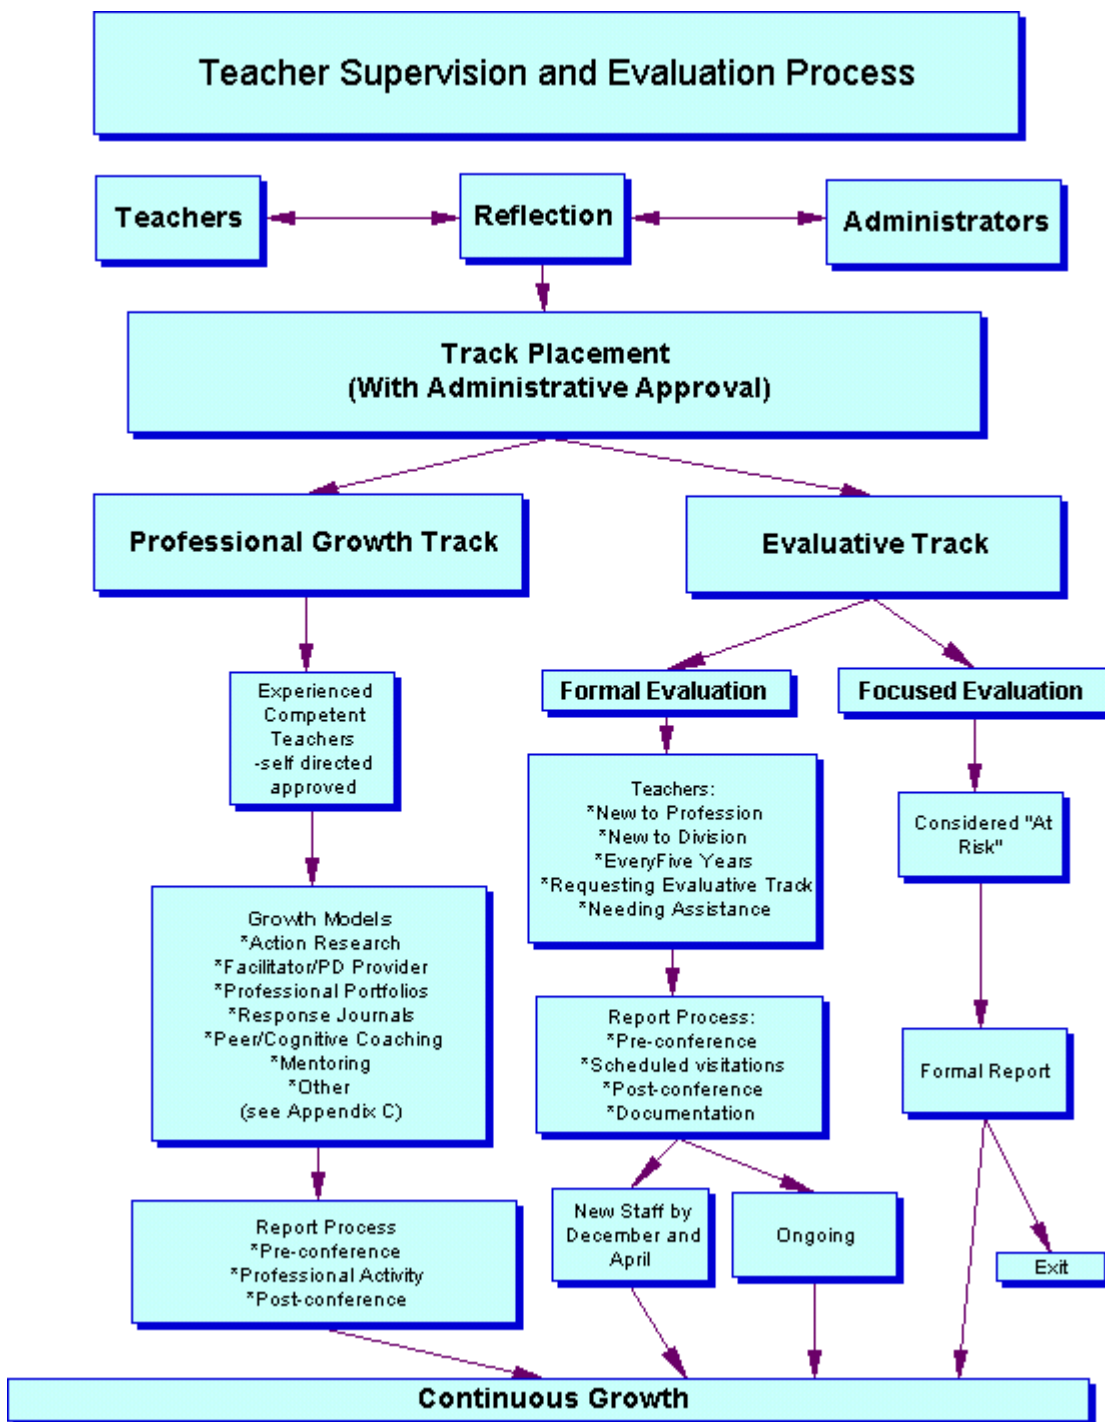 Teacher Supervision and Evaluation Process
Teachers
Reflection
Administrators
Track Placement
(With Administrative Approval)
Professional Growth Track
Evaluative Track
Experienced
Competent
Teachers
-self directed
approved
Formal Evaluation
Focused Evaluation
Teachers:
*New to Profession
*New to Division
*EveryFive Years
*Requesting Evaluative Track
*Needing Assistance
Considered "At
Risk"
Growth Models
*Action Research
*Facilitator/PD Provider
*Professional Portfolios
*Response Journals
*Peer/Cognitive Coaching
*Mentoring
*Other
(see Appendix C)
Report Process:
*Pre-conference
*Scheduled visitations
*Post-conference
*Documentation
Formal Report
Report Process
*Pre-conference
*Professional Activity
*Post-conference
New Staff by
December and
April
Ongoing
Exit
Continuous Growth